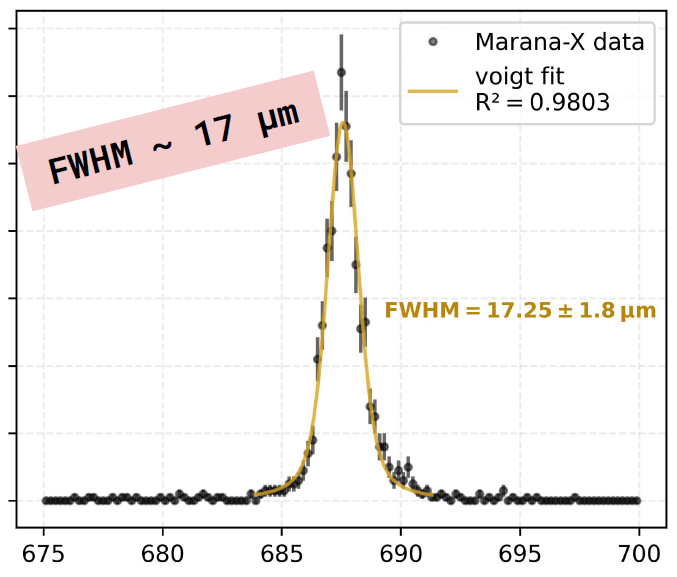 Marana-X data
voigt fit
R² = 0.9803
FWHM ~ 17 µm
FWHM = 17.25 ± 1.8 µm
675 680 685 690 695 700